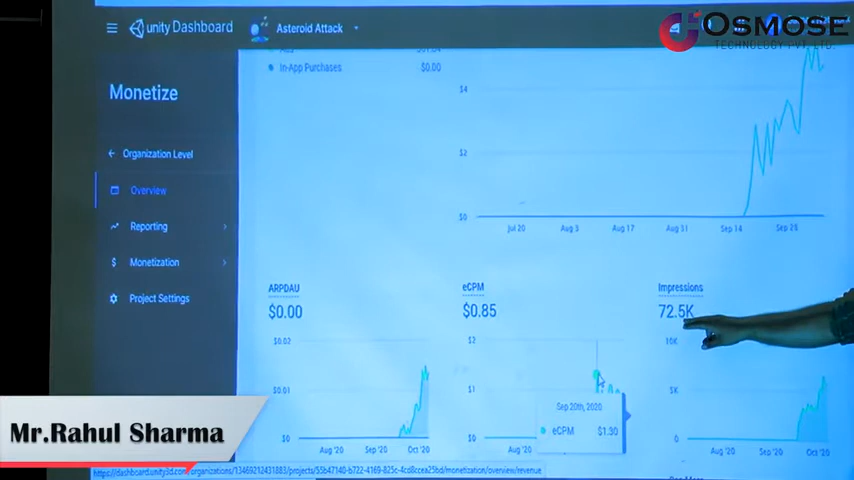 unity Dashboard
Asteroid Attack
OSMOSE
TECHNOLOGY PVT. LTD.
In-App Purchases $0.00
Monetize
Organization Level
Overview
Reporting
Monetization
Project Settings
$4
$2
$0
Jul 20 Aug 3 Aug 17 Aug 31 Sep 14 Sep 28
ARPDAU
$0.00
$0.02
$0.01
$0
Aug '20 Sep '20 Oct '20
eCPM
$0.85
$2
$1
$0
Aug '20
Sep 20th, 2020
eCPM $1.30
Impressions
72.5K
10K
5K
0
Aug '20 Sep '20 Oct '20
Mr.Rahul Sharma